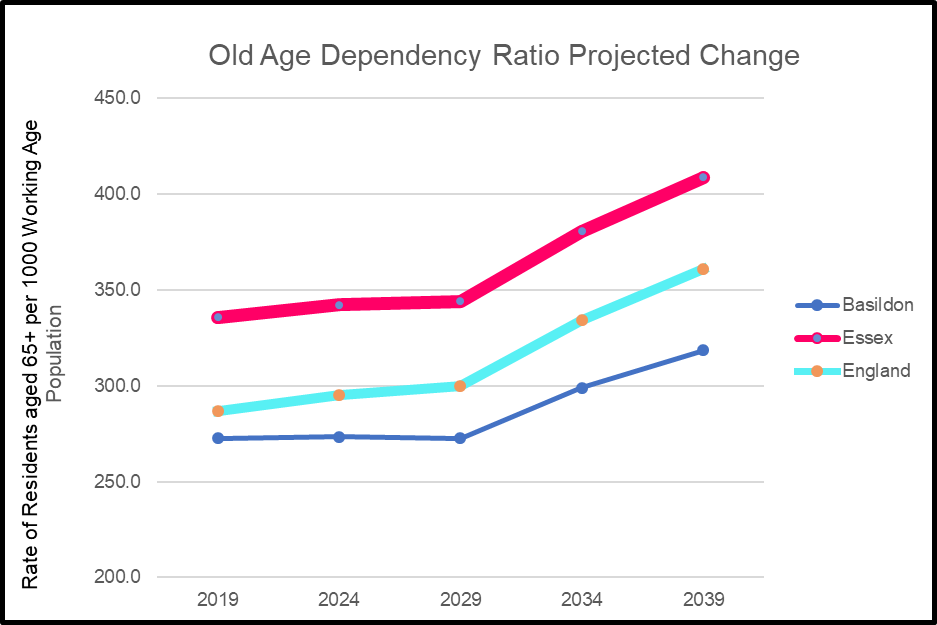 Old Age Dependency Ratio Projected Change
Rate of Residents aged 65+ per 1000 Working Age
Population
450.0
400.0
350.0
300.0
250.0
200.0
2019 2024 2029 2034 2039
Basildon
Essex
England